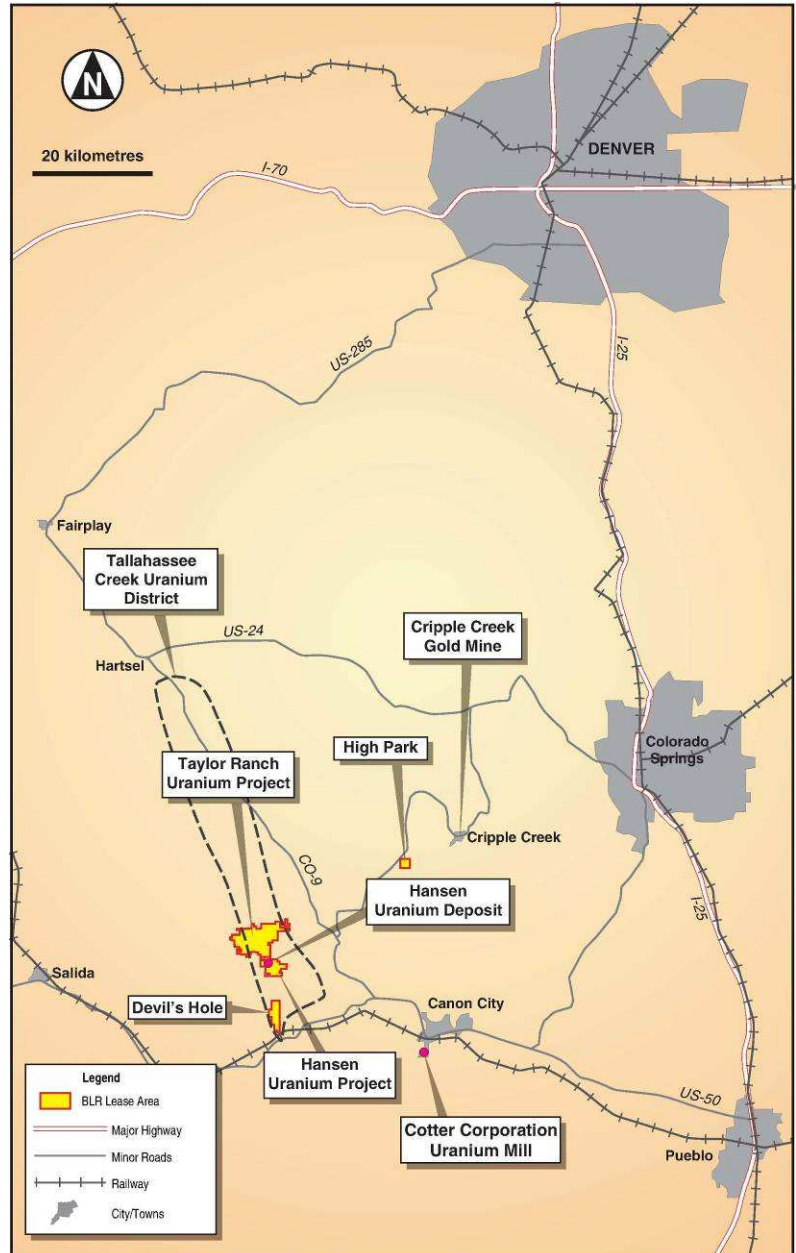 N
20 kilometres
DENVER
I-70
I-25
US-285
Fairplay
Tallahassee
Creek Uranium
District
US-24
Hartsel
Cripple Creek
Gold Mine
Colorado
Springs
High Park
Taylor Ranch
Uranium Project
Cripple Creek
CO-9
Hansen
Uranium Deposit
I-25
Salida
Devil's Hole
Canon City
Hansen
Uranium Project
US-50
Cotter Corporation
Uranium Mill
Pueblo
Legend
BLR Lease Area
Major Highway
Minor Roads
Railway
City/Towns